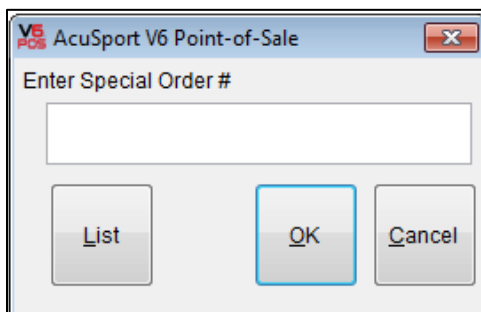 V6
POS
AcuSport V6 Point-of-Sale
Enter Special Order #
List
OK
Cancel